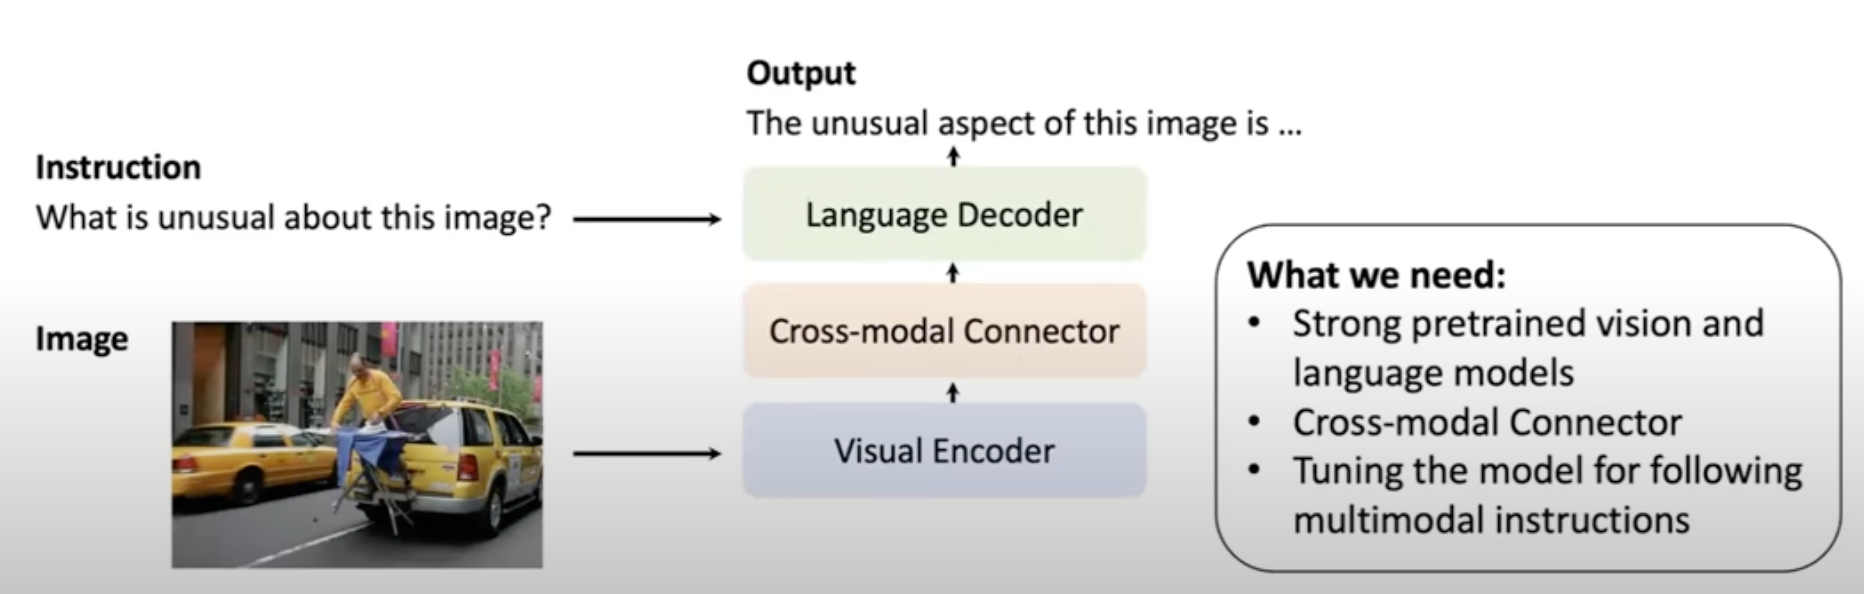 Output
The unusual aspect of this image is ...
Instruction
What is unusual about this image?
Language Decoder
Image
Cross-modal Connector
Visual Encoder
What we need:
• Strong pretrained vision and
language models
• Cross-modal Connector
• Tuning the model for following
multimodal instructions